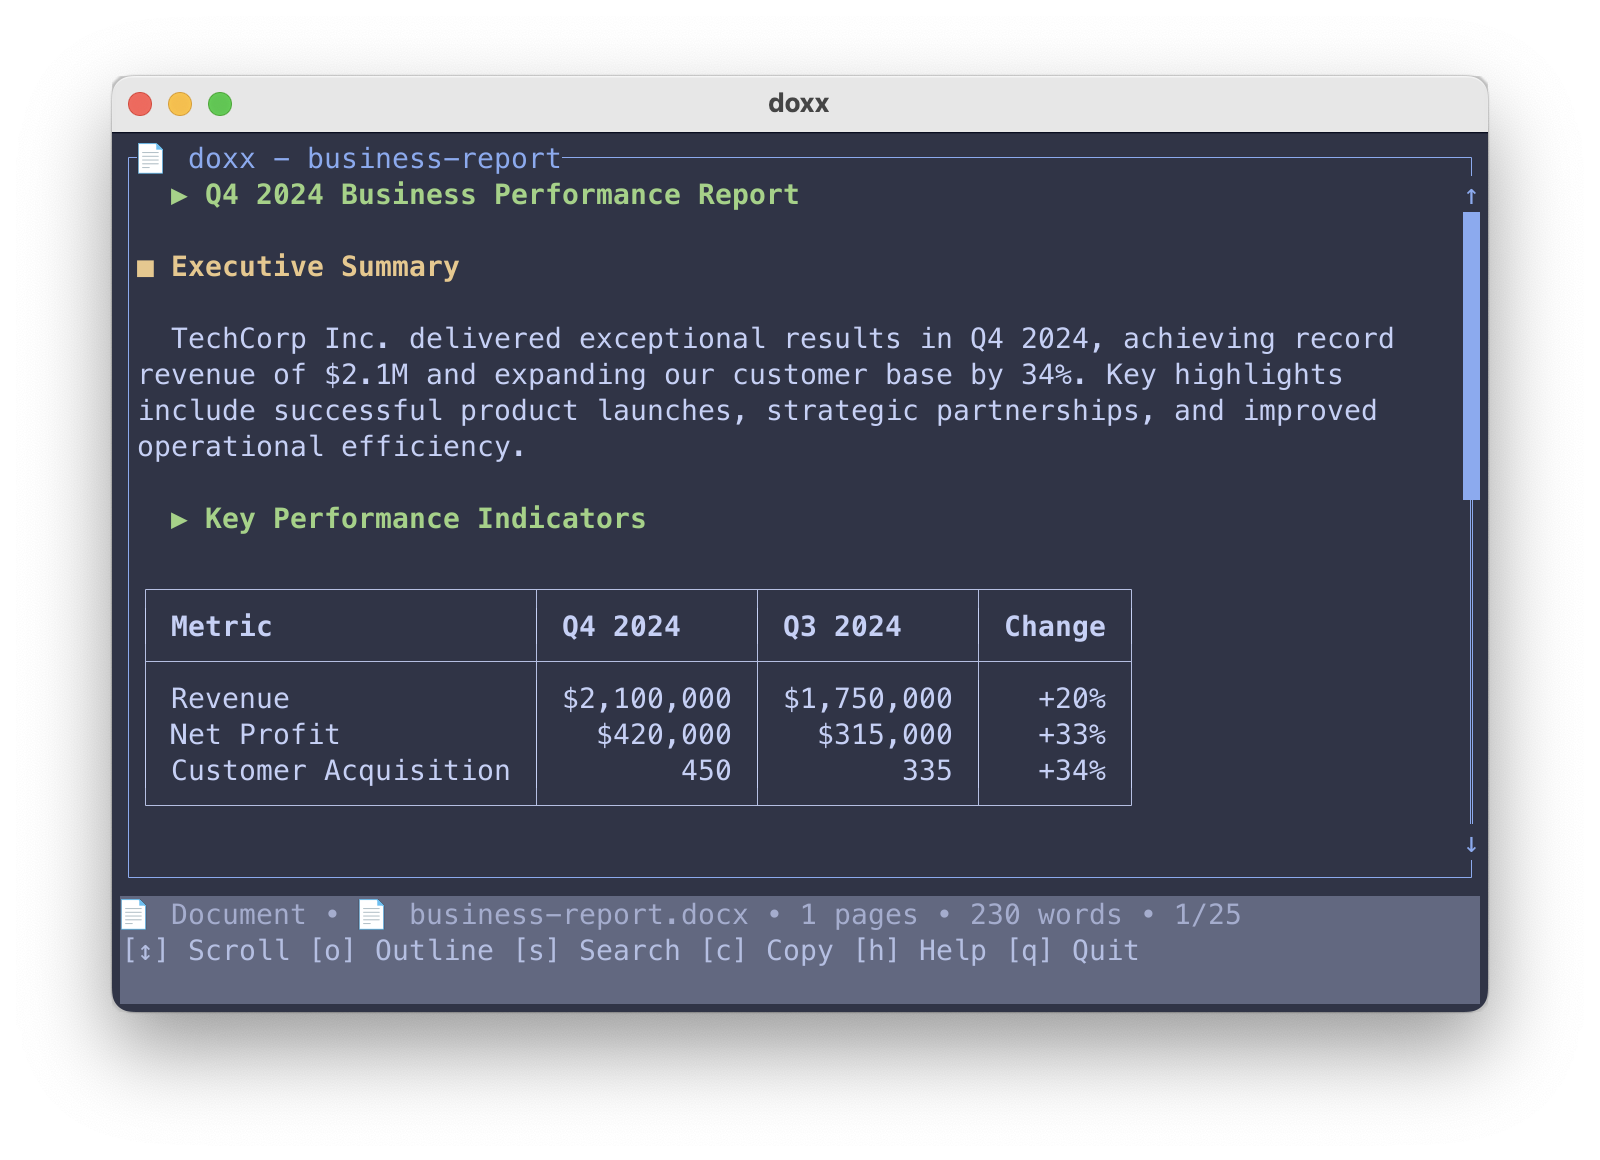 doxx
doxx - business-report
▶ Q4 2024 Business Performance Report
■ Executive Summary
TechCorp Inc. delivered exceptional results in Q4 2024, achieving record
revenue of $2.1M and expanding our customer base by 34%. Key highlights
include successful product launches, strategic partnerships, and improved
operational efficiency.
▶ Key Performance Indicators
Metric Q4 2024 Q3 2024 Change
Revenue $2,100,000 $1,750,000 +20%
Net Profit $420,000 $315,000 +33%
Customer Acquisition 450 335 +34%
Document • business-report.docx • 1 pages • 230 words • 1/25
[↕] Scroll [o] Outline [s] Search [c] Copy [h] Help [q] Quit